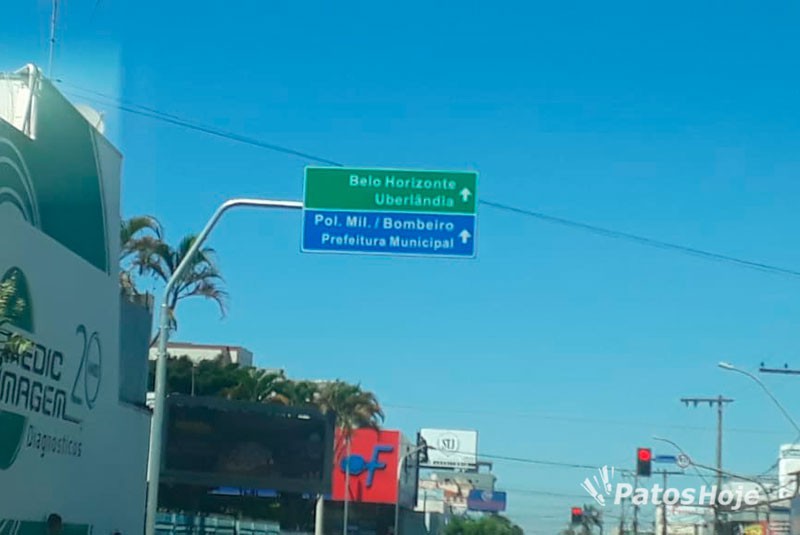 Belo Horizonte
Uberlândia
Pol. Mil. / Bombeiro
Prefeitura Municipal
MEDIC
IMAGEM
20
Diagnósticos
of
PatosHoje